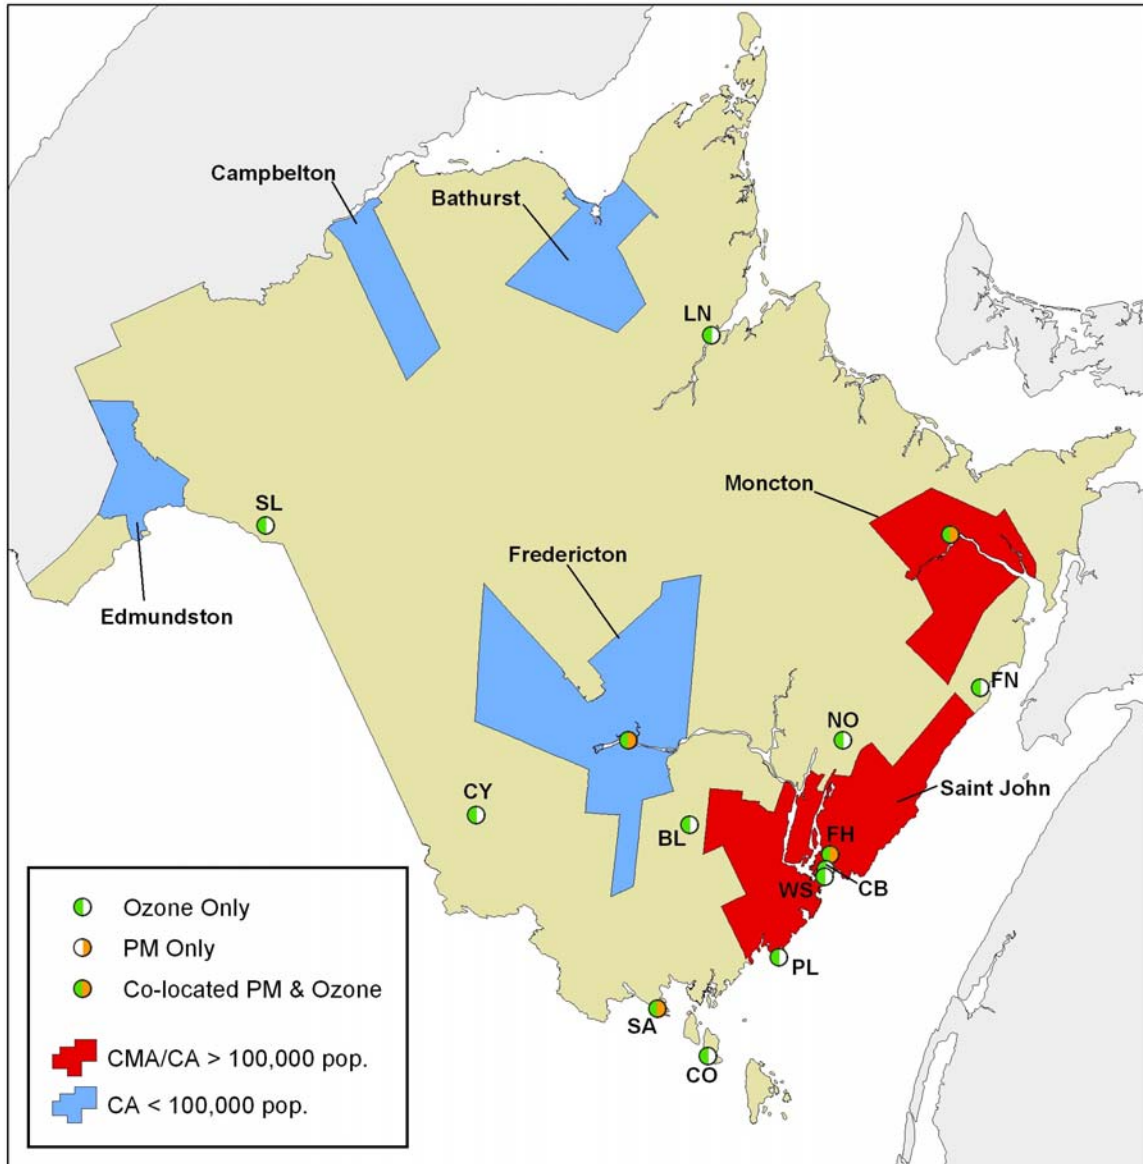 Campbelton
Bathurst
LN
Moncton
SL
Fredericton
Edmundston
FN
NO
Saint John
CY
BL
FH
WS
CB
PL
SA
CO
Ozone Only
PM Only
Co-located PM & Ozone
CMA/CA > 100,000 pop.
CA < 100,000 pop.